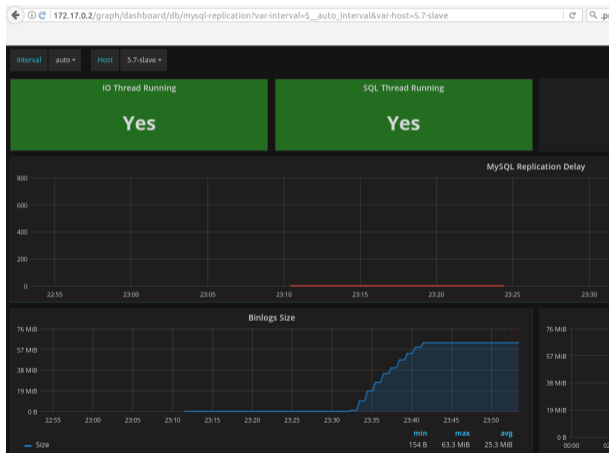 172.17.0.2/graph/dashboard/db/mysql-replication?var-interval=$__auto_interval&var-host=5.7-slave
Interval auto Host 5.7-slave
IO Thread Running SQL Thread Running
Yes Yes
MySQL Replication Delay
800
600
400
200
0
22:55 23:00 23:05 23:10 23:15 23:20 23:25 23:30
Binlogs Size
76 MiB
57 MiB
38 MiB
19 MiB
0 B
22:55 23:00 23:05 23:10 23:15 23:20 23:25 23:30 23:35 23:40 23:45 23:50
min max avg
Size 154 B 63.3 MiB 25.3 MiB
76 MiB
57 MiB
38 MiB
19 MiB
0 B
00:00